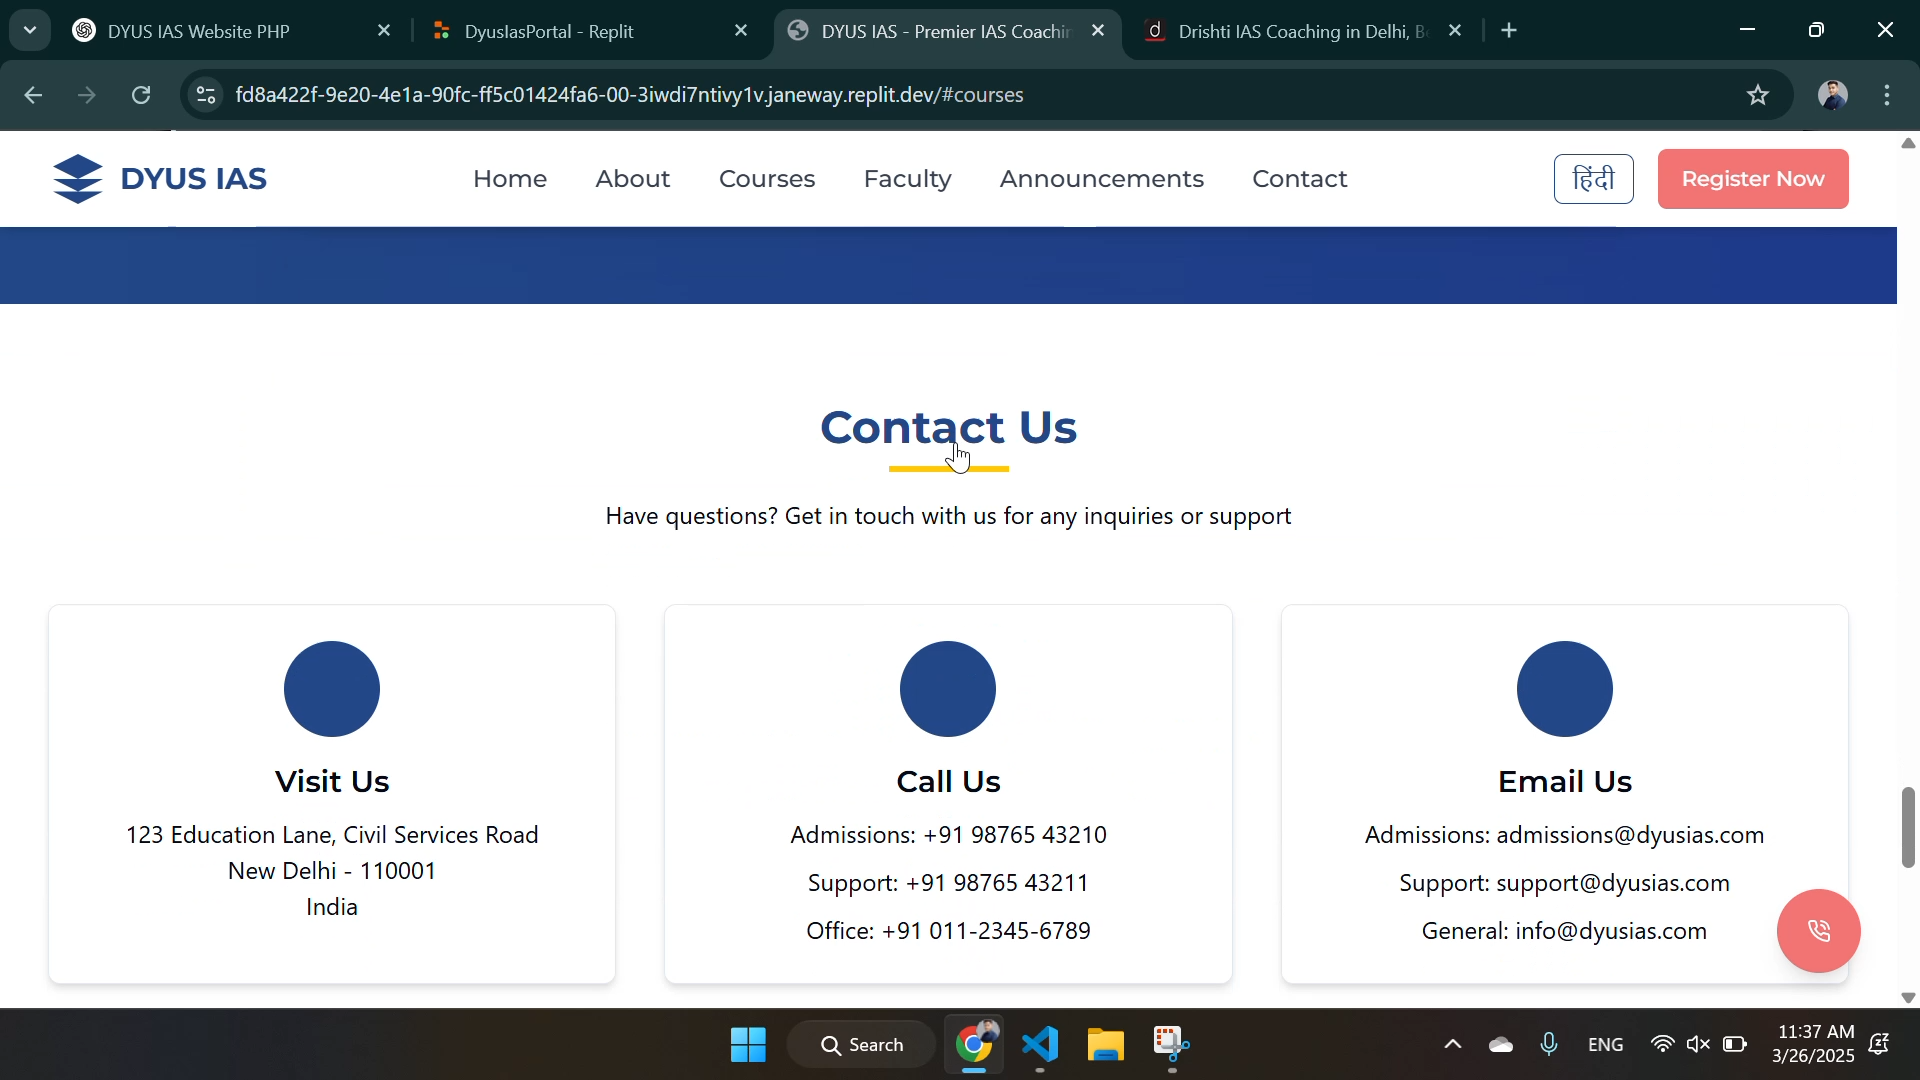 DYUS IAS Website PHP
DyusIasPortal - Replit
DYUS IAS - Premier IAS Coachin
Drishti IAS Coaching in Delhi, B
fd8a422f-9e20-4e1a-90fc-ff5c01424fa6-00-3iwdi7ntivy1v.janeway.replit.dev/#courses
DYUS IAS
Home
About
Courses
Faculty
Announcements
Contact
हिंदी
Register Now
Contact Us
Have questions? Get in touch with us for any inquiries or support
Visit Us
123 Education Lane, Civil Services Road
New Delhi - 110001
India
Call Us
Admissions: +91 98765 43210
Support: +91 98765 43211
Office: +91 011-2345-6789
Email Us
Admissions: admissions@dyusias.com
Support: support@dyusias.com
General: info@dyusias.com
Search
ENG
11:37 AM
3/26/2025